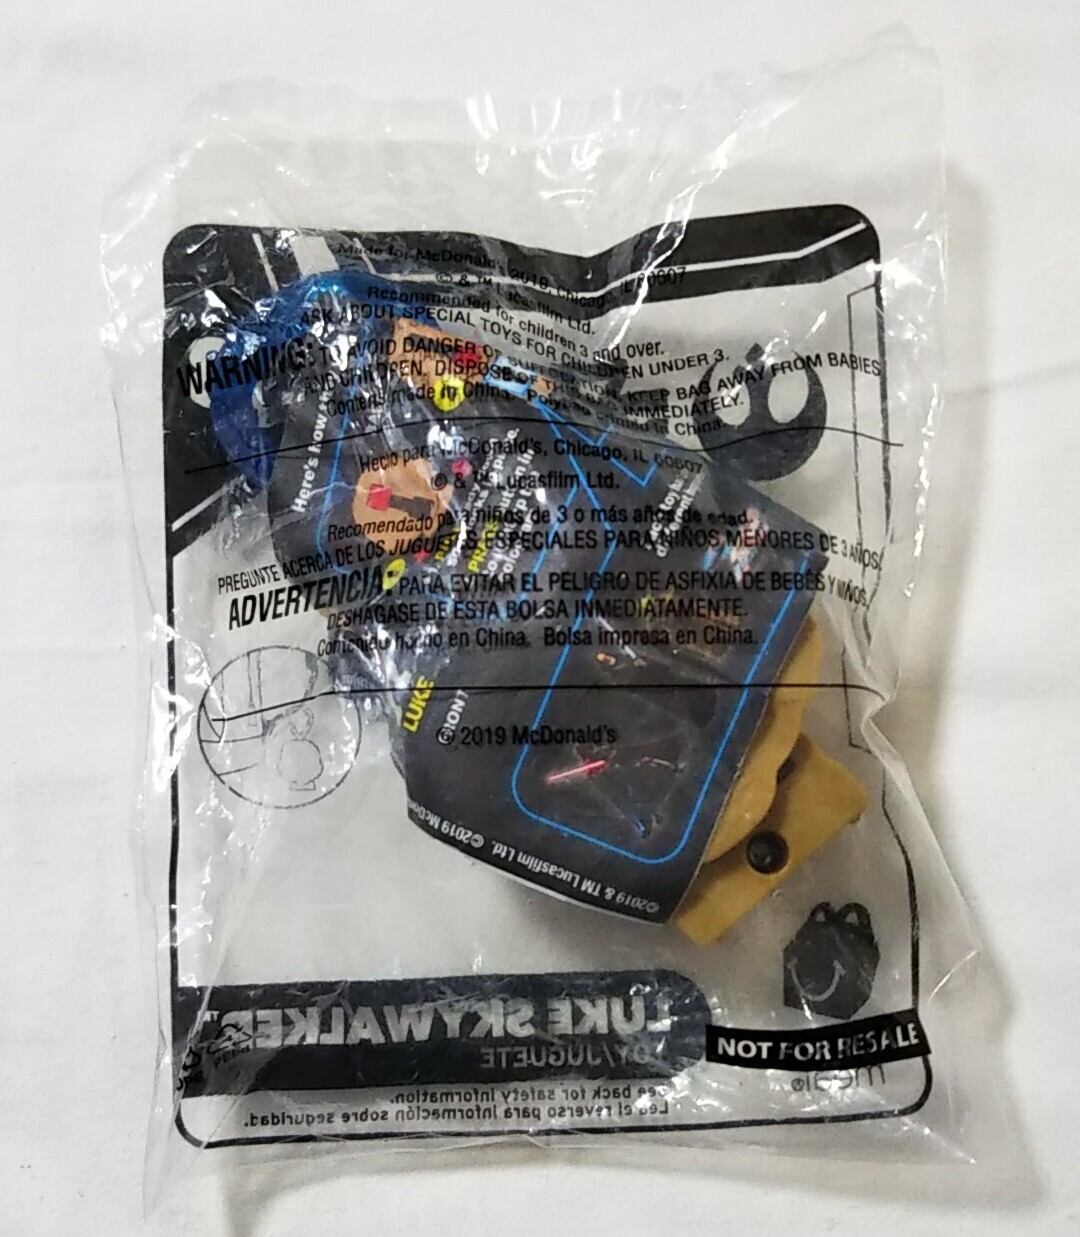 Made for McDonald's 2019, Chicago, IL 60607
© & ™ Lucasfilm Ltd.
Recommended for children 3 and over.
ASK ABOUT SPECIAL TOYS FOR CHILDREN UNDER 3.
WARNING: TO AVOID DANGER OF SUFFOCATION, KEEP BAG AWAY FROM BABIES
AND CHILDREN. DISPOSE OF THIS BAG IMMEDIATELY.
Contents made in China. Polybag printed in China.
Hecho para McDonald's, Chicago, IL 60607
© & ™ Lucasfilm Ltd.
Recomendado para niños de 3 o más años de edad.
PREGUNTE ACERCA DE LOS JUGUETES ESPECIALES PARA NIÑOS MENORES DE 3 AÑOS.
ADVERTENCIA: PARA EVITAR EL PELIGRO DE ASFIXIA DE BEBÉS Y NIÑOS,
DESHÁGASE DE ESTA BOLSA INMEDIATAMENTE.
Contenido hecho en China. Bolsa impresa en China.
© 2019 McDonald's
Here's how
PRESS
LUKE
©2019 & TM Lucasfilm Ltd. ©2019 McDon
LUKE SKYWALKER™
TOY/JUGUETE
See back for safety information.
Lea el reverso para información sobre seguridad.
NOT FOR RESALE